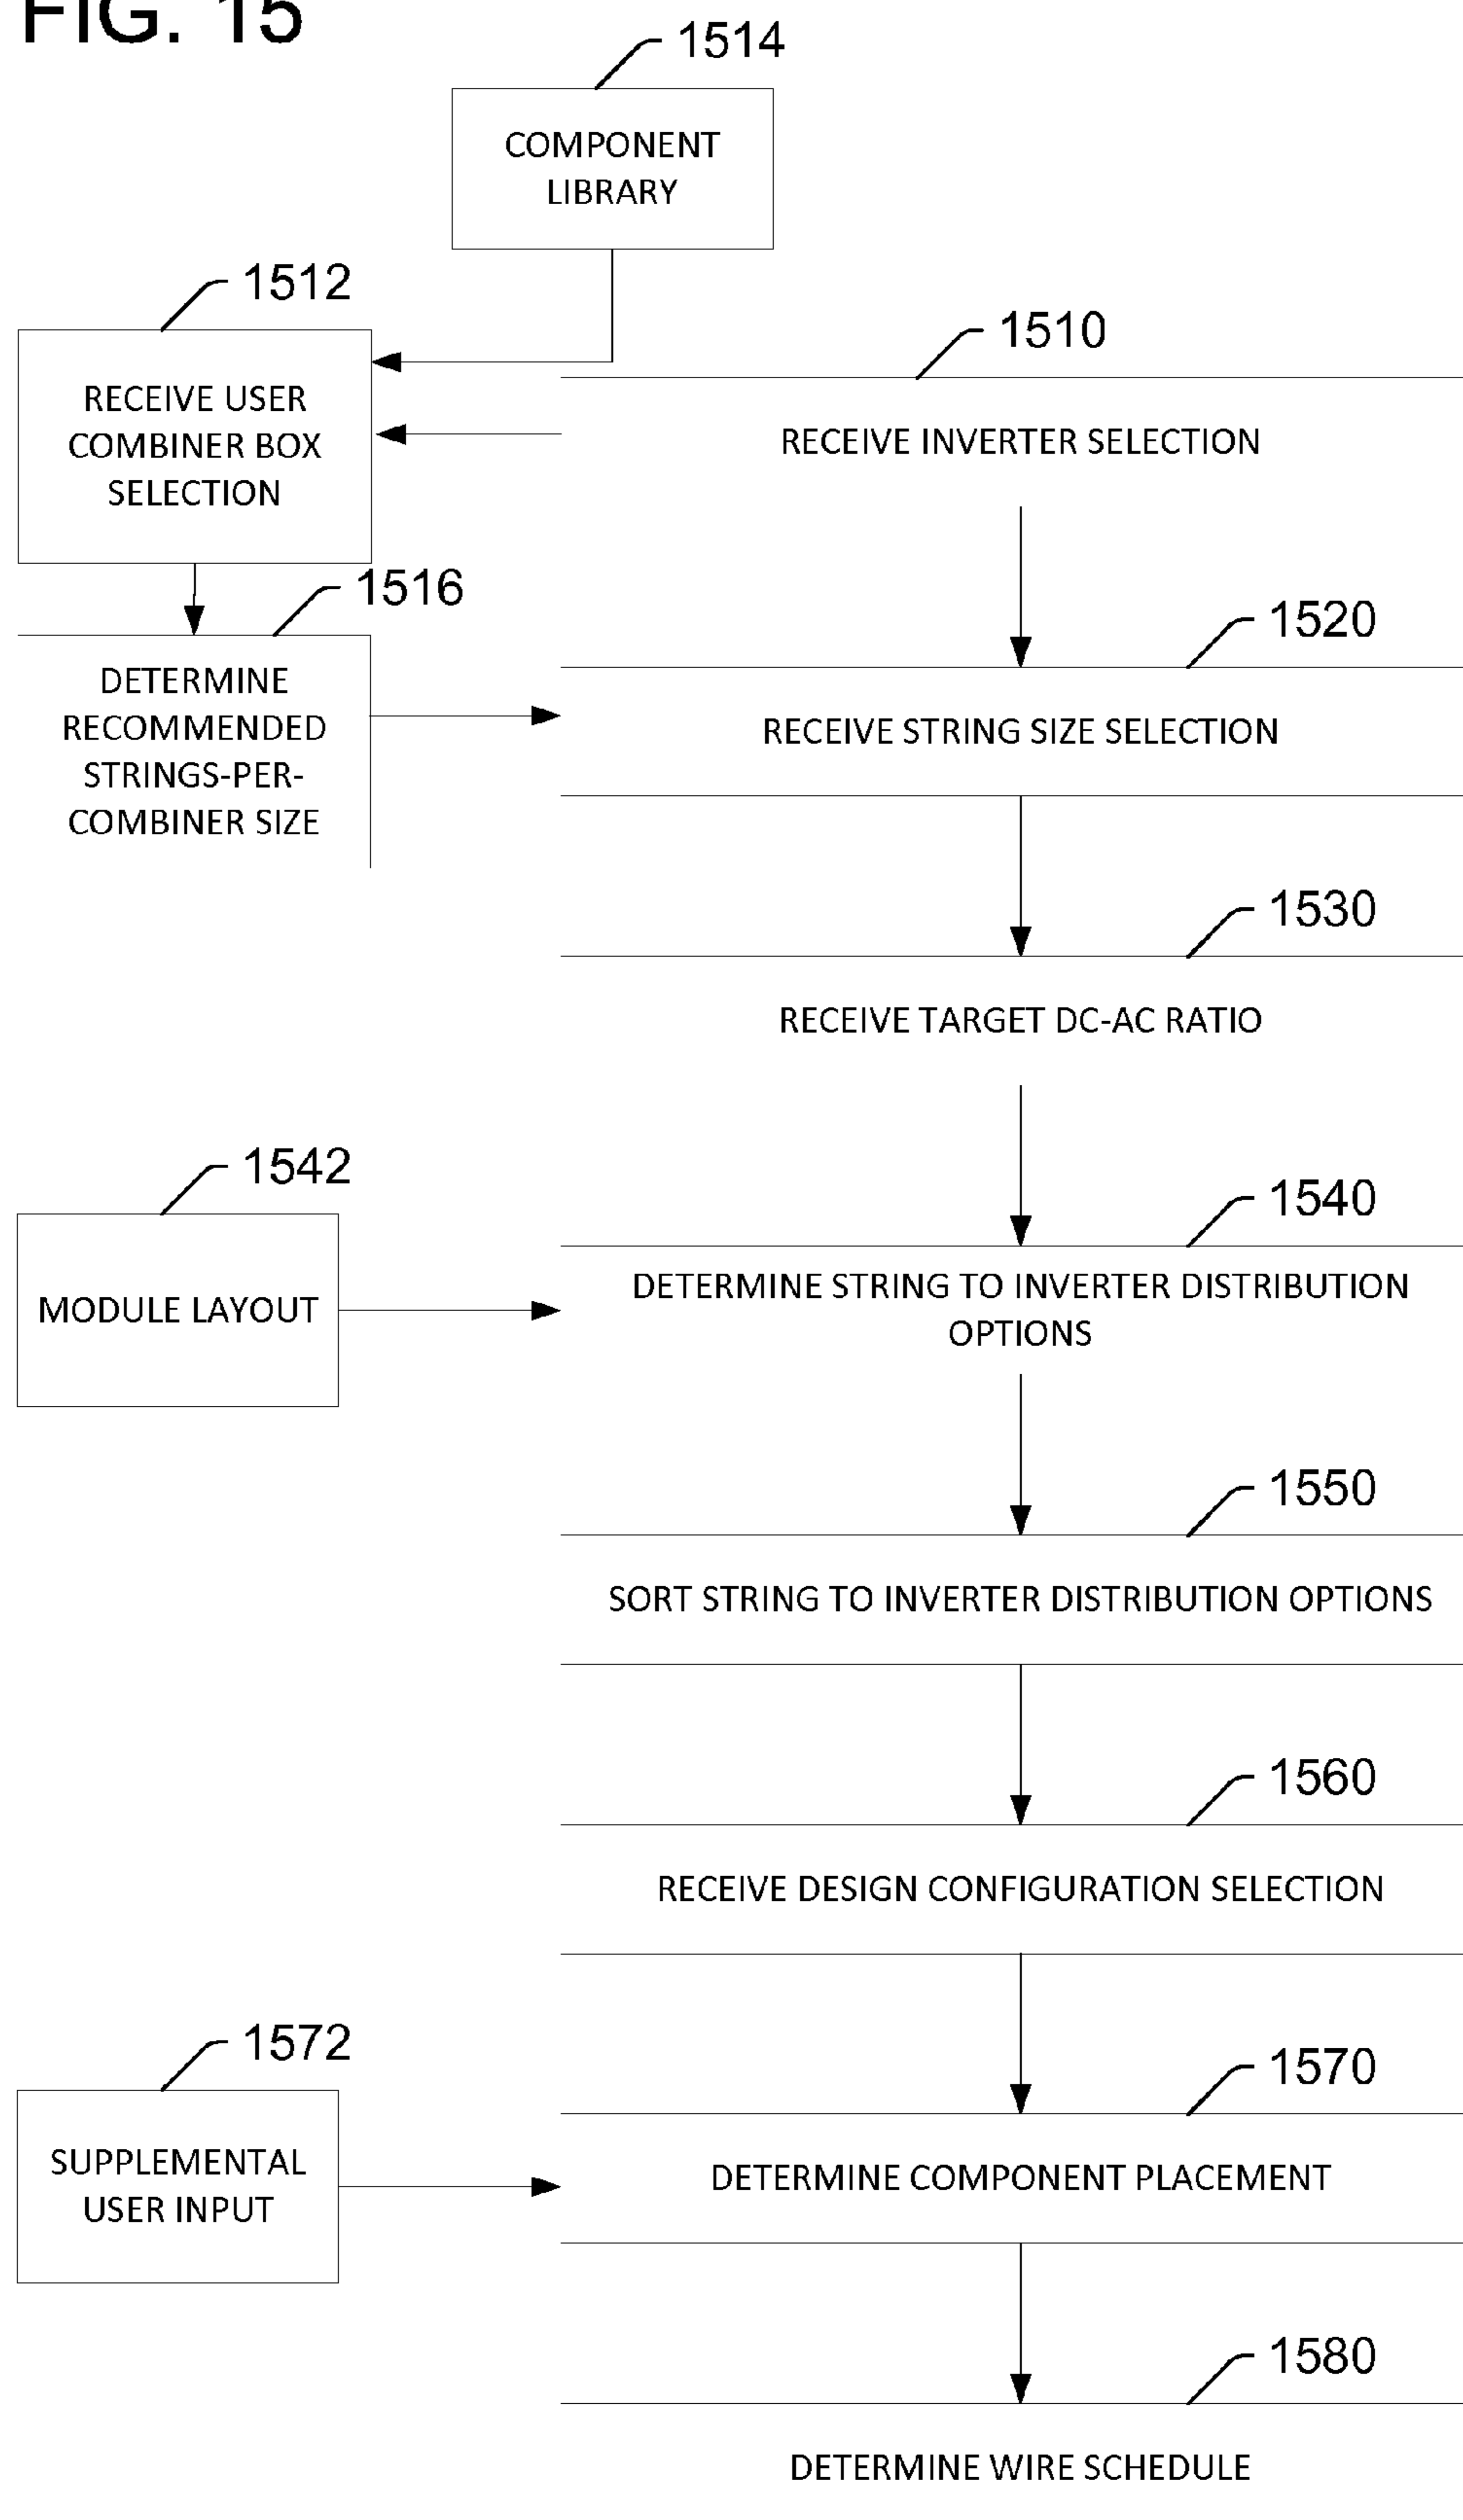 FIG. 15
1514
COMPONENT
LIBRARY
1512
RECEIVE USER
COMBINER BOX
SELECTION
1510
RECEIVE INVERTER SELECTION
1516
DETERMINE
RECOMMENDED
STRINGS-PER-
COMBINER SIZE
1520
RECEIVE STRING SIZE SELECTION
1530
RECEIVE TARGET DC-AC RATIO
1542
MODULE LAYOUT
1540
DETERMINE STRING TO INVERTER DISTRIBUTION
OPTIONS
1550
SORT STRING TO INVERTER DISTRIBUTION OPTIONS
1560
RECEIVE DESIGN CONFIGURATION SELECTION
1572
SUPPLEMENTAL
USER INPUT
1570
DETERMINE COMPONENT PLACEMENT
1580
DETERMINE WIRE SCHEDULE